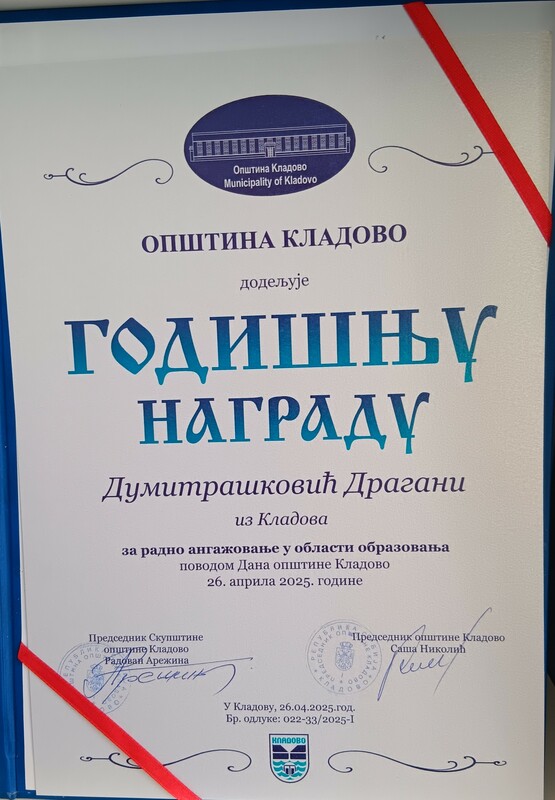 Општина Кладово
Municipality of Kladovo
ОПШТИНА КЛАДОВО
додељује
ГОДИШЊУ
НАГРАДУ
Думитрашковић Драгани
из Кладова
за радно ангажовање у области образовања
поводом Дана општине Кладово
26. априла 2025. године
Председник Скупштине
општине Кладово
Радован Арежина
Председник општине Кладово
Саша Николић
У Кладову, 26.04.2025.год.
Бр. одлуке: 022-33/2025-I
КЛАДОВО